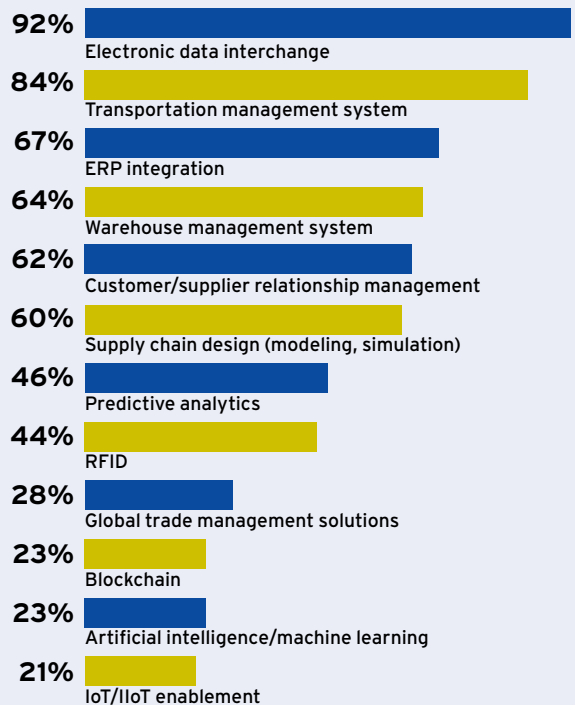 92%
Electronic data interchange
84%
Transportation management system
67%
ERP integration
64%
Warehouse management system
62%
Customer/supplier relationship management
60%
Supply chain design (modeling, simulation)
46%
Predictive analytics
44%
RFID
28%
Global trade management solutions
23%
Blockchain
23%
Artificial intelligence/machine learning
21%
IoT/IIoT enablement